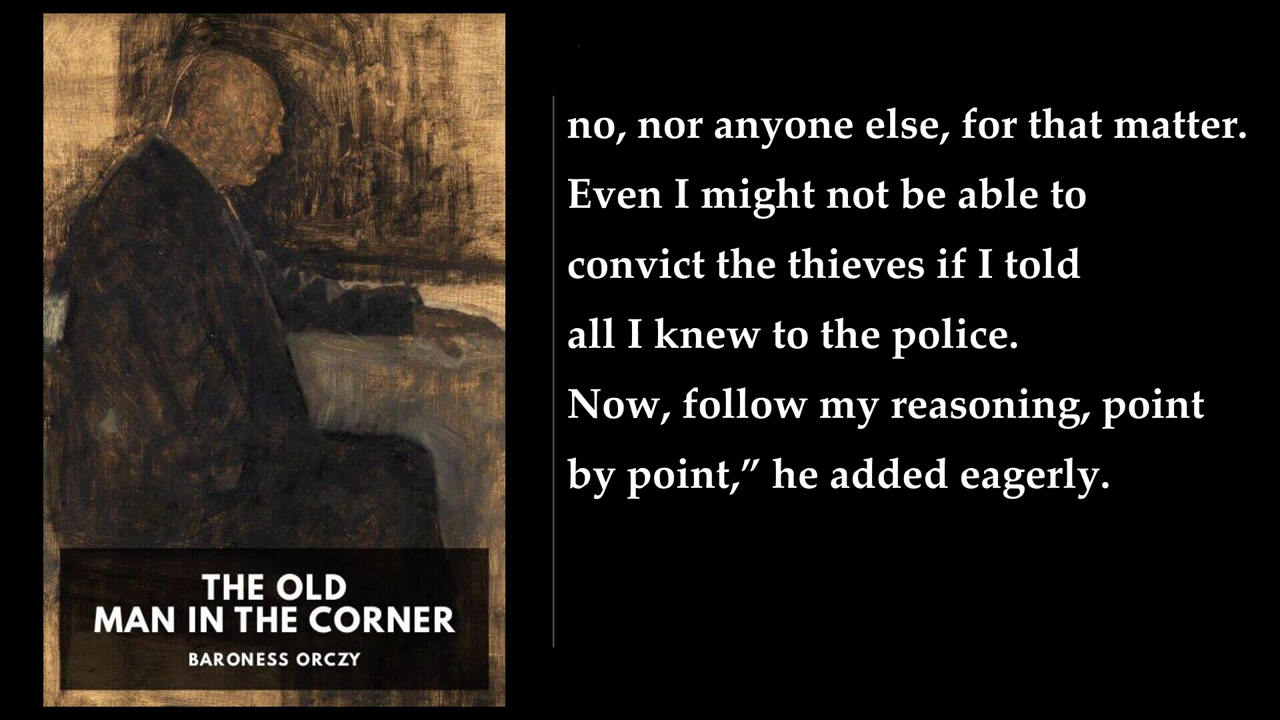 no, nor anyone else, for that matter.
Even I might not be able to
convict the thieves if I told
all I knew to the police.
Now, follow my reasoning, point
by point,” he added eagerly.
THE OLD
MAN IN THE CORNER
BARONESS ORCZY